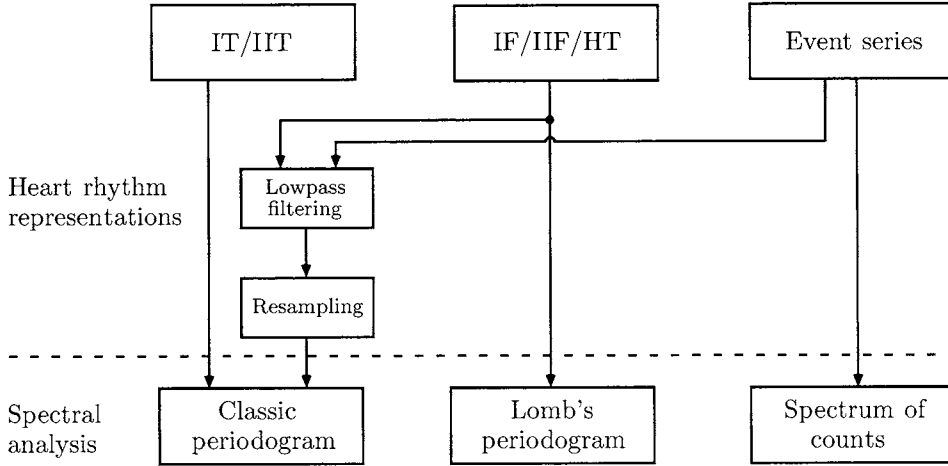 IT/IIT
IF/IIF/HT
Event series
Heart rhythm
representations
Lowpass
filtering
Resampling
Spectral
analysis
Classic
periodogram
Lomb's
periodogram
Spectrum of
counts